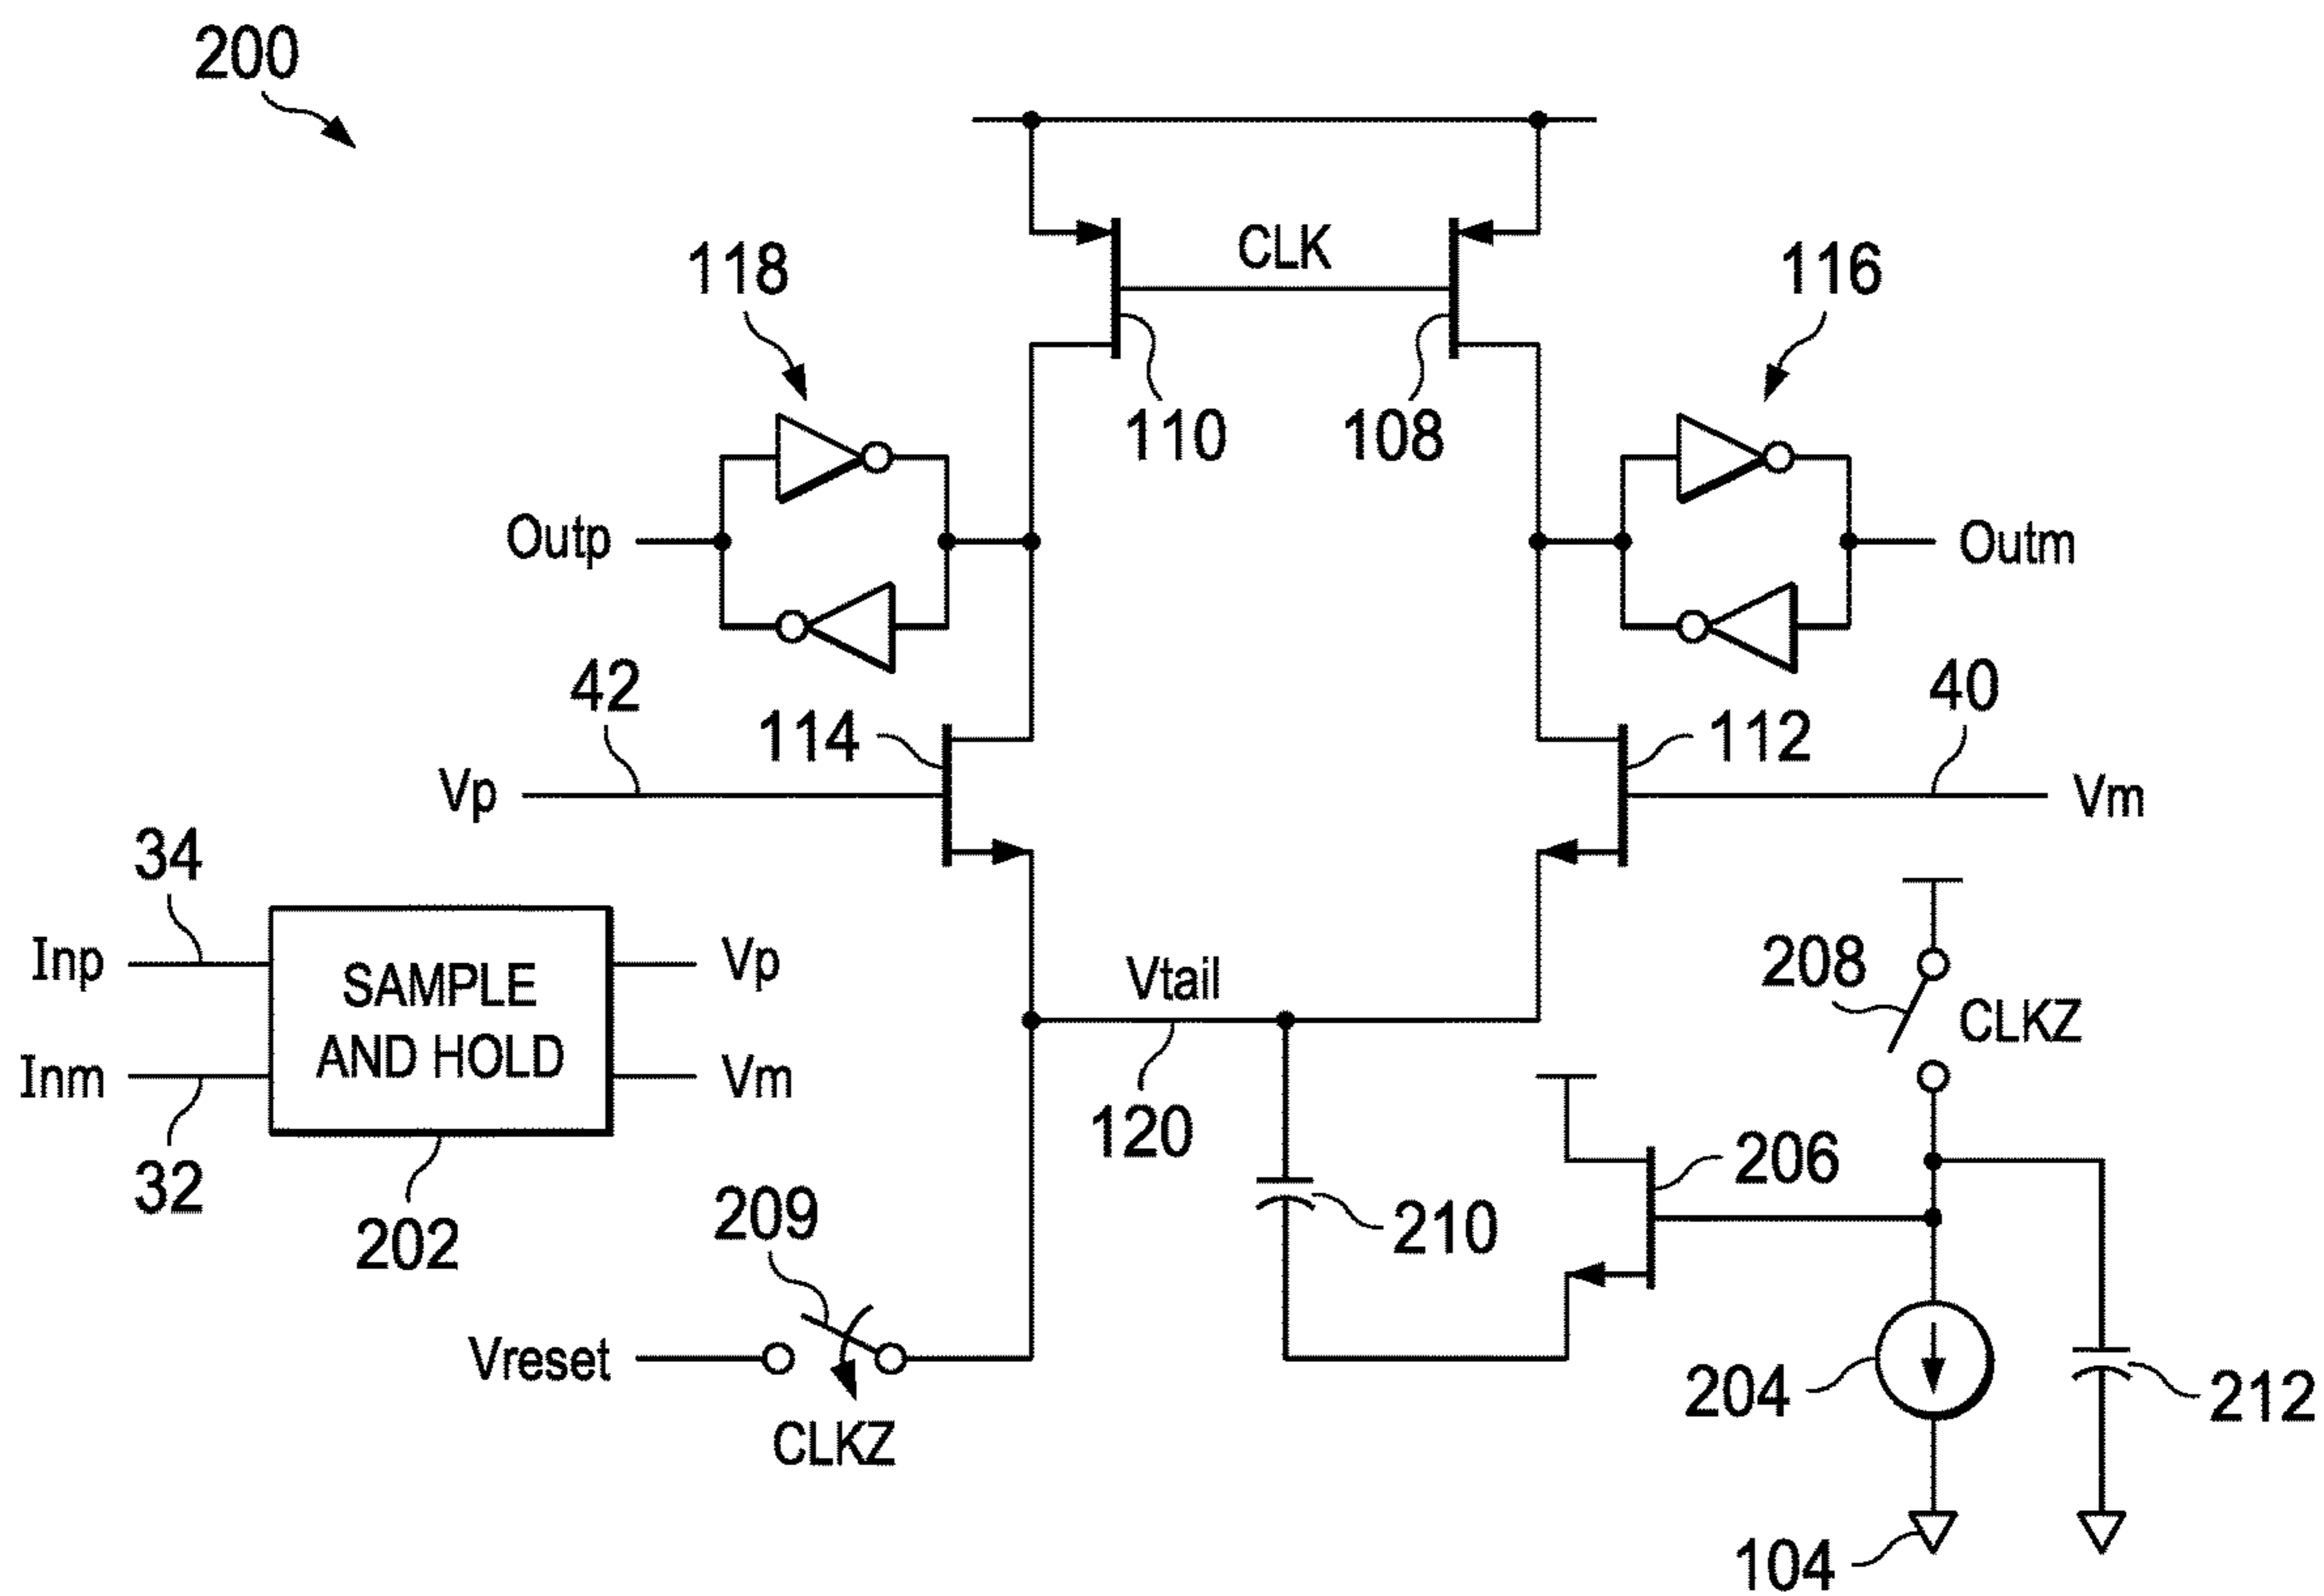 200
CLK
118
116
110
108
Outp
Outm
42
40
114
112
Vp
Vm
34
Inp
SAMPLE
AND HOLD
Vp
Vtail
208
CLKZ
Inm
Vm
32
202
120
206
209
210
Vreset
CLKZ
204
212
104